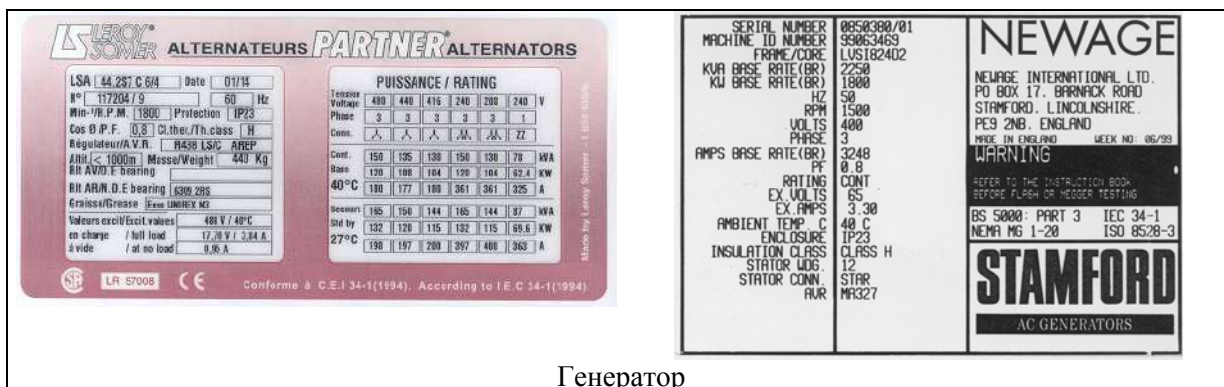 LS LEROY SOMER ALTERNATEURS PARTNER ALTERNATORS
LSA 44.2S7 C 6/4 Date 01/14
N° 117204 / 9 60 Hz
Min-1/R.P.M. 1800 Protection IP23
Cos Ø /P.F. 0,8 Cl.ther./Th.class H
Régulateur/A.V.R. R438 LS/C AREP
Altit. < 1000m Masse/Weight 440 Kg
Rlt AV/D.E bearing
Rlt AR/N.D.E bearing 6309 2RS
Graisse/Grease Esso UNIREX N3
Valeurs excit/Excit.values 480 V / 40°C
en charge / full load 17,70 V / 3,84 A
à vide / at no load 0,95 A
PUISSANCE / RATING
Tension
Voltage 480 440 416 240 208 240 V
Phase 3 3 3 3 3 1
Conn. ZZ
Cont. 150 135 130 150 130 78 kVA
Base 120 108 104 120 104 62.4 KW
40°C 180 177 180 361 361 325 A
Secours 165 150 144 165 144 87 kVA
Std by 132 120 115 132 115 69.6 KW
27°C 198 197 200 397 400 363 A
Made by Leroy Somer
LR 57008 CE Conforme à C.E.I 34-1(1994). According to I.E.C 34-1(1994)
SERIAL NUMBER 0850380/01
MACHINE ID NUMBER 99063469
FRAME/CORE LVSI824D2
KVA BASE RATE(BR) 2250
KW BASE RATE(BR) 1800
HZ 50
RPM 1500
VOLTS 400
PHASE 3
AMPS BASE RATE(BR) 3248
PF 0.8
RATING CONT
EX.VOLTS 65
EX.AMPS 3.30
AMBIENT TEMP. C 40 C
ENCLOSURE IP23
INSULATION CLASS CLASS H
STATOR WDG. 12
STATOR CONN. STAR
AVR MA327
NEWAGE
NEWAGE INTERNATIONAL LTD.
PO BOX 17. BARNACK ROAD
STAMFORD. LINCOLNSHIRE.
PE9 2NB. ENGLAND
MADE IN ENGLAND WEEK NO: 06/99
WARNING
REFER TO THE INSTRUCTION BOOK
BEFORE FLASH OR MEGGER TESTING
BS 5000: PART 3 IEC 34-1
NEMA MG 1-20 ISO 8528-3
STAMFORD
AC GENERATORS
Генератор